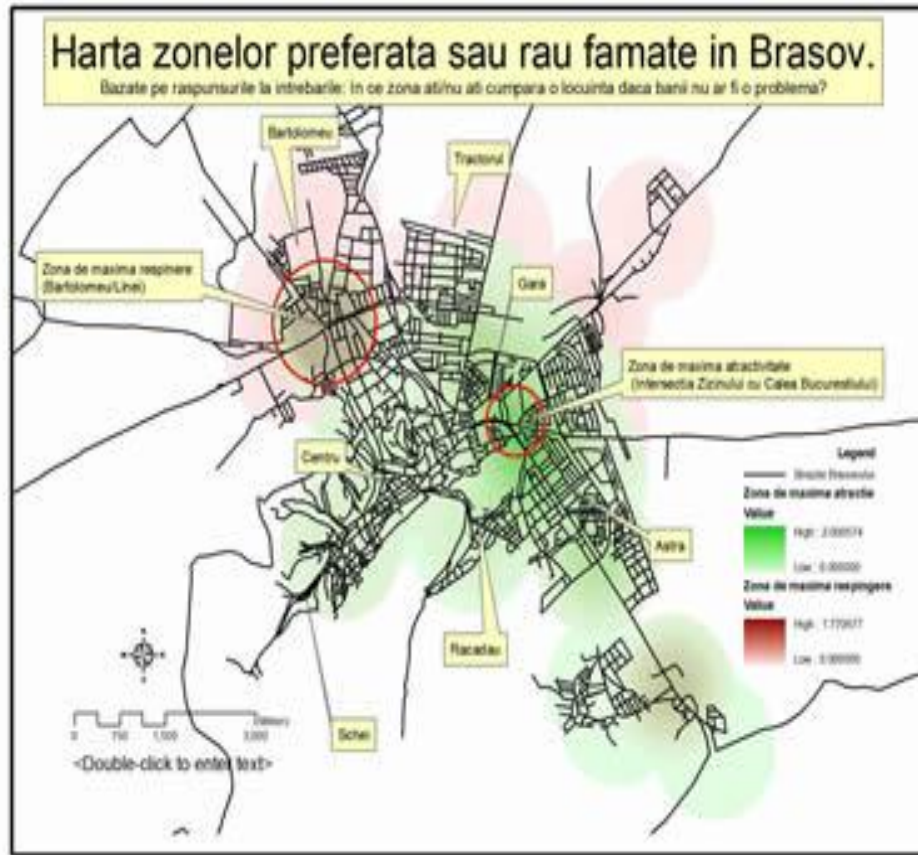 Harta zonelor preferata sau rau famate in Brasov.
Bazate pe raspunsurile la intrebarile: In ce zona ati/nu ati cumpara o locuinta daca banii nu ar fi o problema?
Bartolomeu
Tractorul
Zona de maxima respinere
(Bartolomeu/Linei)
Gara
Zona de maxima atractivitate
(Intersectia Zizinului cu Calea Bucurestiului)
Centru
Legend
Strazile Brasovului
Zona de maxima atractie
Value
High : 2.000574
Low : 0.000000
Astra
Zona de maxima respingere
Value
High :
Low : 0.000000
Racadau
Schei
0 750 1,500 3,000
<Double-click to enter text>